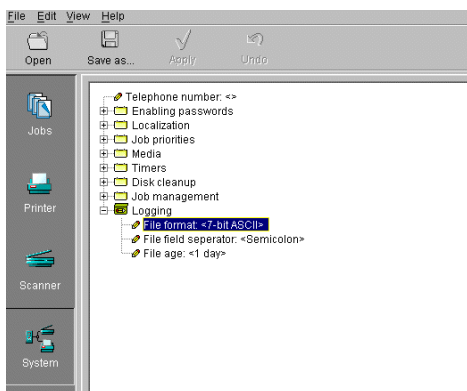 File Edit View Help
Open Save as... Apply Undo
Jobs
Printer
Scanner
System
Telephone number: <>
Enabling passwords
Localization
Job priorities
Media
Timers
Disk cleanup
Job management
Logging
File format: <7-bit ASCII>
File field seperator: <Semicolon>
File age: <1 day>